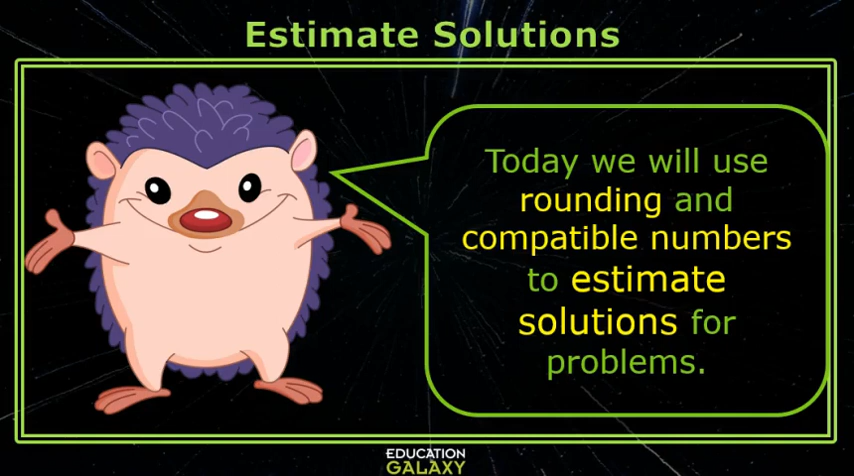 Estimate Solutions
Today we will use
rounding and
compatible numbers
to estimate
solutions for
problems.
EDUCATION
GALAXY